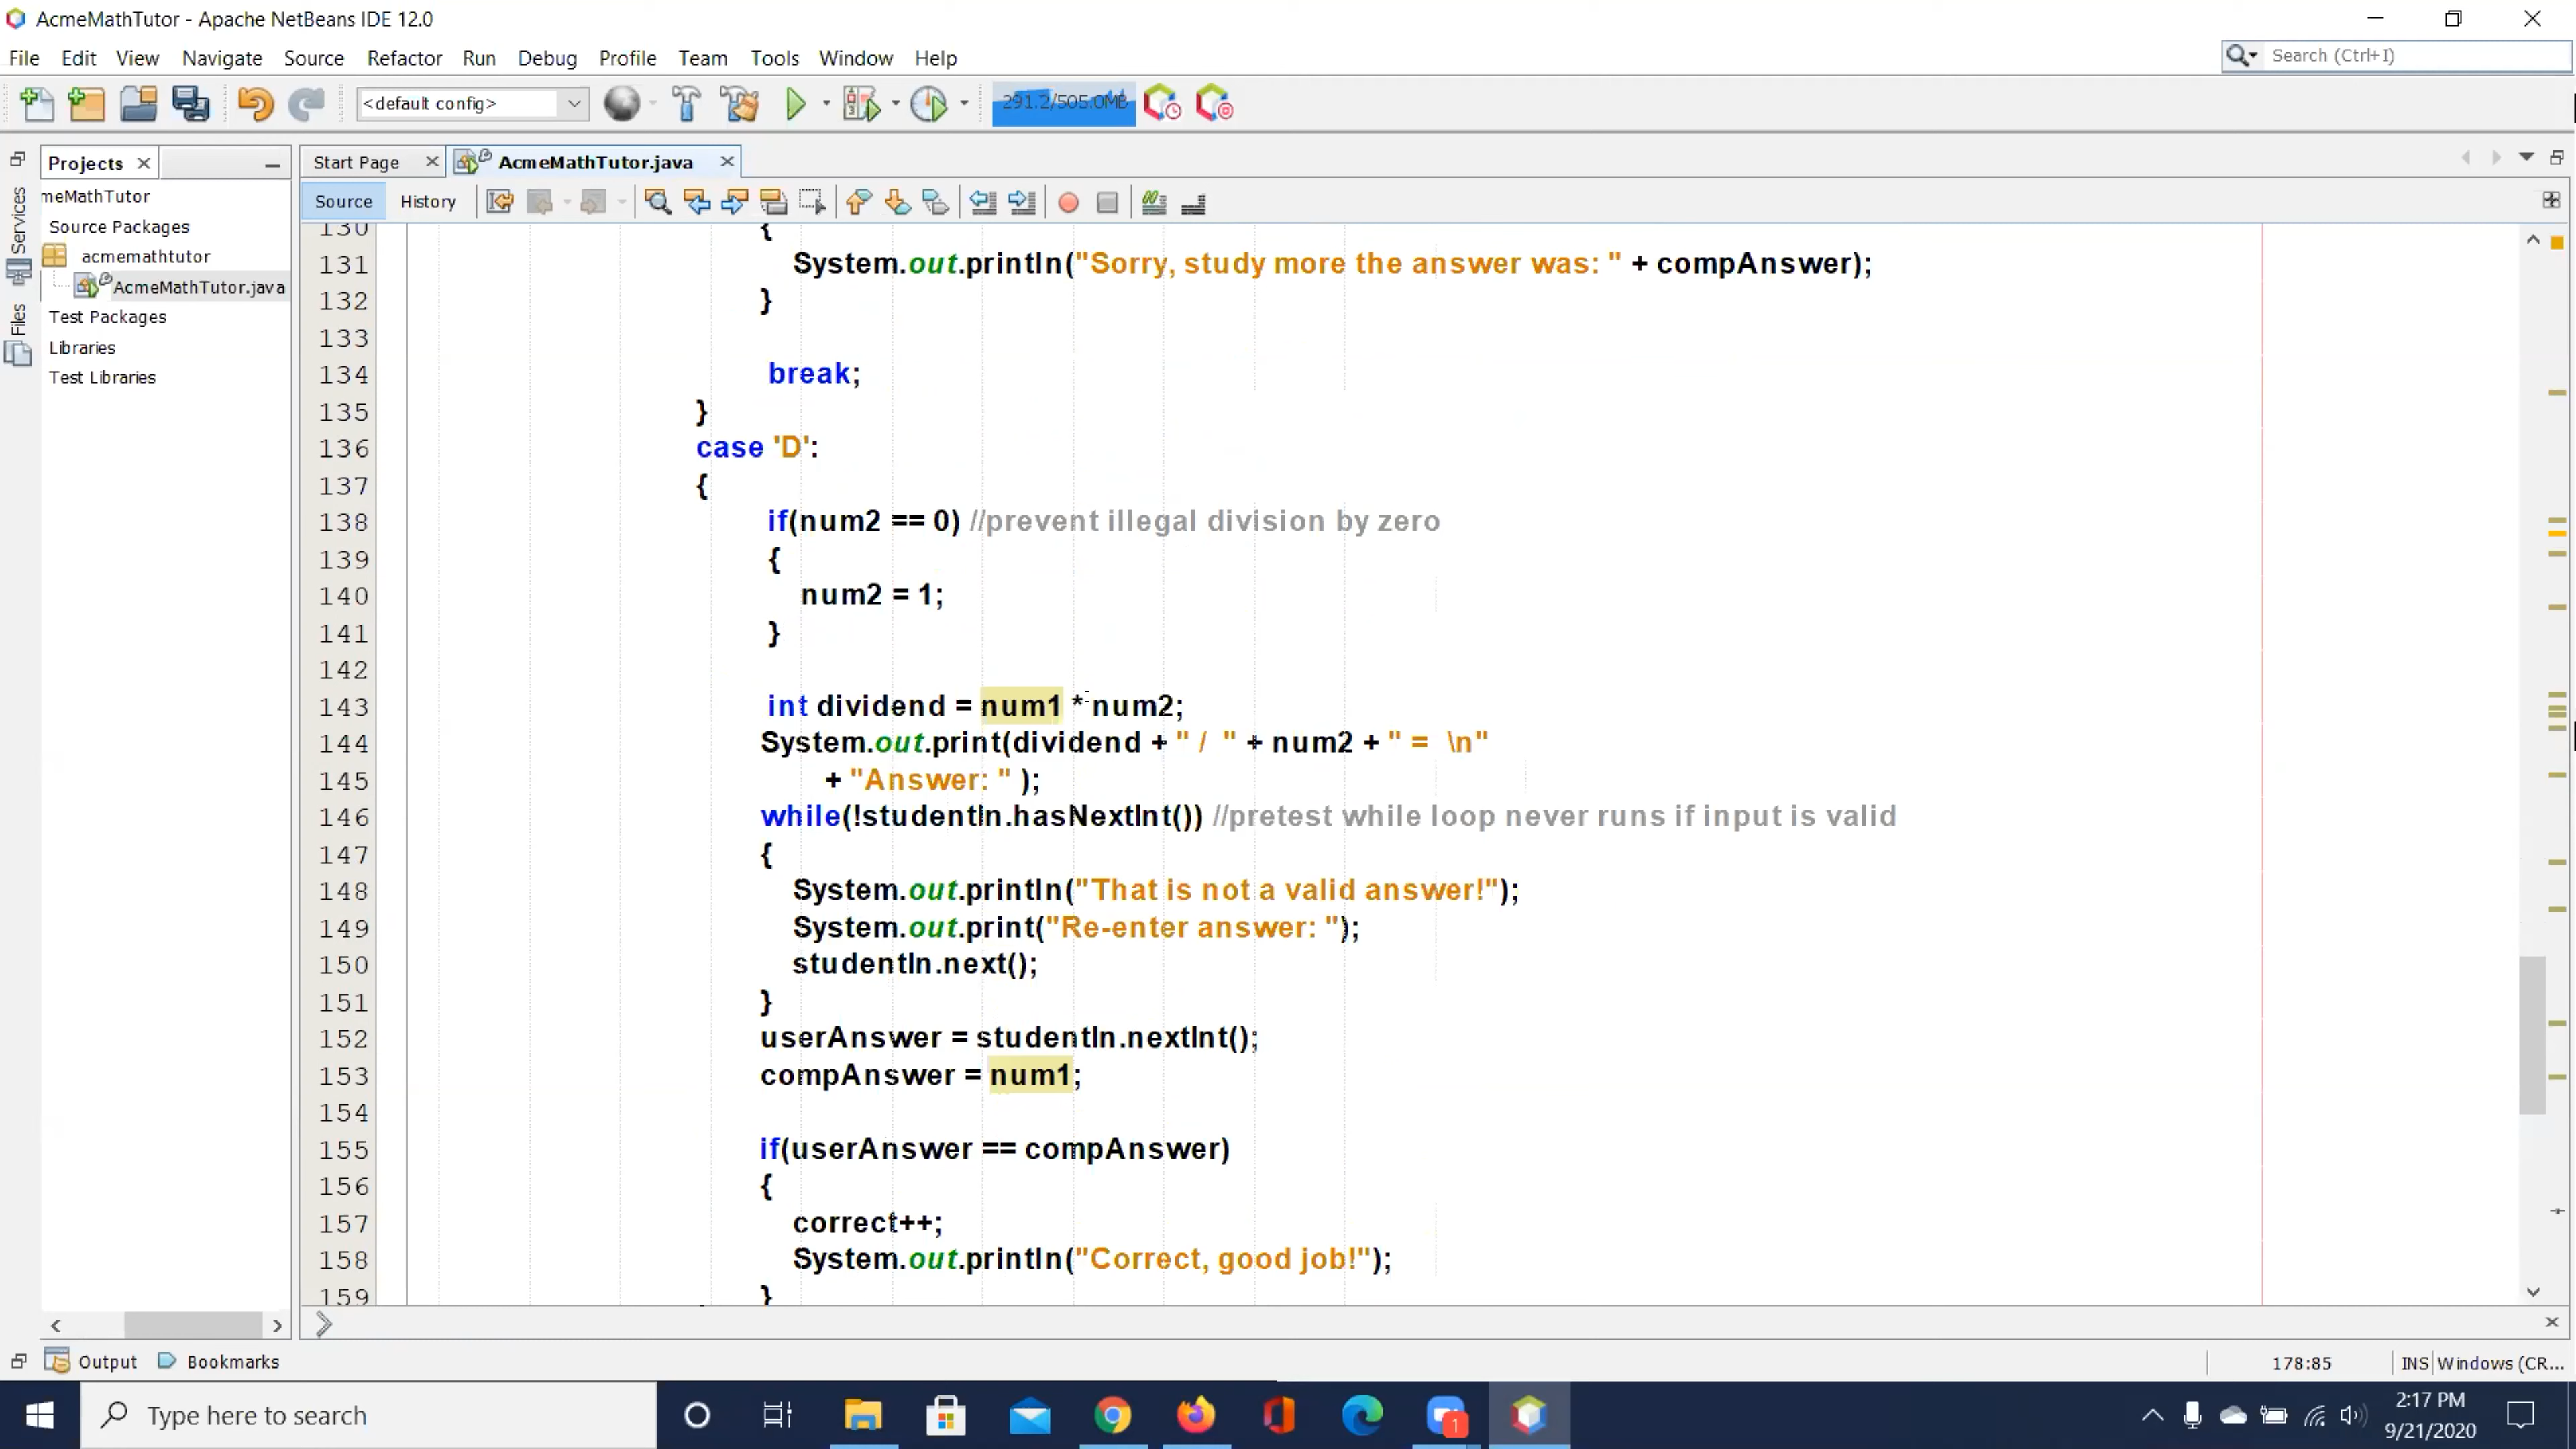 AcmeMathTutor - Apache NetBeans IDE 12.0
File Edit View Navigate Source Refactor Run Debug Profile Team Tools Window Help
Search (Ctrl+I)
<default config>
291.2/505.0MB
Projects
Start Page
AcmeMathTutor.java
Source
History
Services
Files
meMathTutor
Source Packages
acmemathtutor
AcmeMathTutor.java
Test Packages
Libraries
Test Libraries
130 {
131 System.out.println("Sorry, study more the answer was: " + compAnswer);
132 }
133
134 break;
135 }
136 case 'D':
137 {
138 if(num2 == 0) //prevent illegal division by zero
139 {
140 num2 = 1;
141 }
142
143 int dividend = num1 * num2;
144 System.out.print(dividend + " /  " + num2 + " =  \n"
145 + "Answer: " );
146 while(!studentIn.hasNextInt()) //pretest while loop never runs if input is valid
147 {
148 System.out.println("That is not a valid answer!");
149 System.out.print("Re-enter answer: ");
150 studentIn.next();
151 }
152 userAnswer = studentIn.nextInt();
153 compAnswer = num1;
154
155 if(userAnswer == compAnswer)
156 {
157 correct++;
158 System.out.println("Correct, good job!");
159 }
Output
Bookmarks
178:85
INS
Windows (CR...
Type here to search
1
2:17 PM
9/21/2020